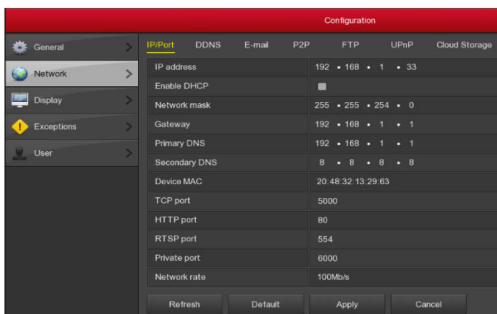 Configuration
General
Network
Display
Exceptions
User
IP/Port DDNS E-mail P2P FTP UPnP Cloud Storage
IP address 192 • 168 • 1 • 33
Enable DHCP
Network mask 255 • 255 • 254 • 0
Gateway 192 • 168 • 1 • 1
Primary DNS 192 • 168 • 1 • 1
Secondary DNS 8 • 8 • 8 • 8
Device MAC 20:48:32:13:29:63
TCP port 5000
HTTP port 80
RTSP port 554
Private port 6000
Network rate 100Mb/s
Refresh Default Apply Cancel